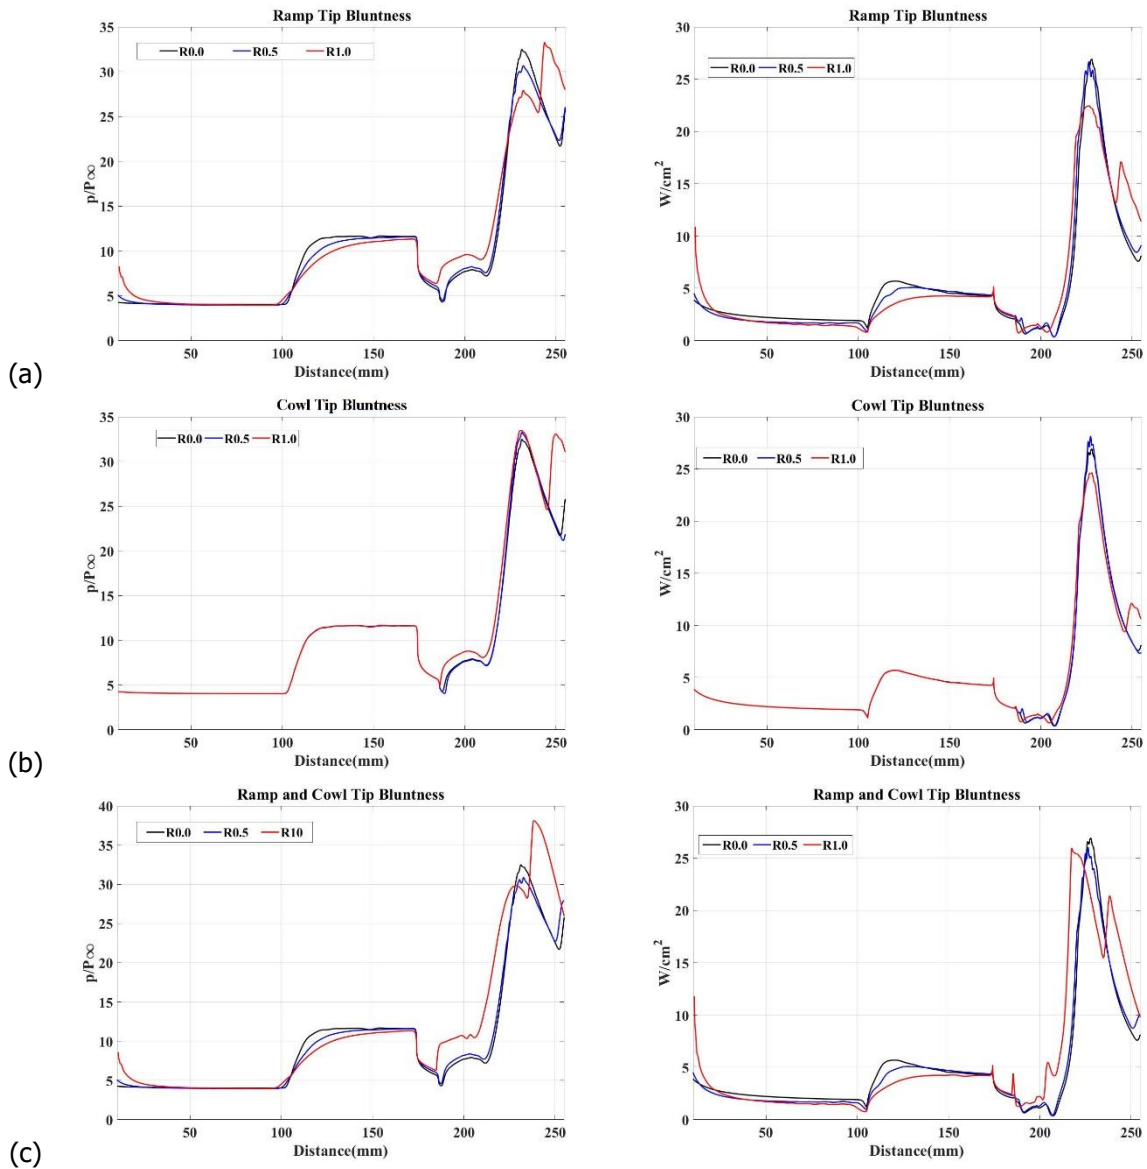 Ramp Tip Bluntness
35
30
25
20
15
10
5
0
p/P∞
R0.0 R0.5 R1.0
50 100 150 200 250
Distance(mm)
Ramp Tip Bluntness
30
25
20
15
10
5
0
W/cm²
R0.0 R0.5 R1.0
50 100 150 200 250
Distance(mm)
(a)
Cowl Tip Bluntness
35
30
25
20
15
10
5
0
p/P∞
R0.0 R0.5 R1.0
50 100 150 200 250
Distance(mm)
Cowl Tip Bluntness
30
25
20
15
10
5
0
W/cm²
R0.0 R0.5 R1.0
50 100 150 200 250
Distance(mm)
(b)
Ramp and Cowl Tip Bluntness
40
35
30
25
20
15
10
5
0
p/P∞
R0.0 R0.5 R10
50 100 150 200 250
Distance(mm)
Ramp and Cowl Tip Bluntness
30
25
20
15
10
5
0
W/cm²
R0.0 R0.5 R1.0
50 100 150 200 250
Distance(mm)
(c)